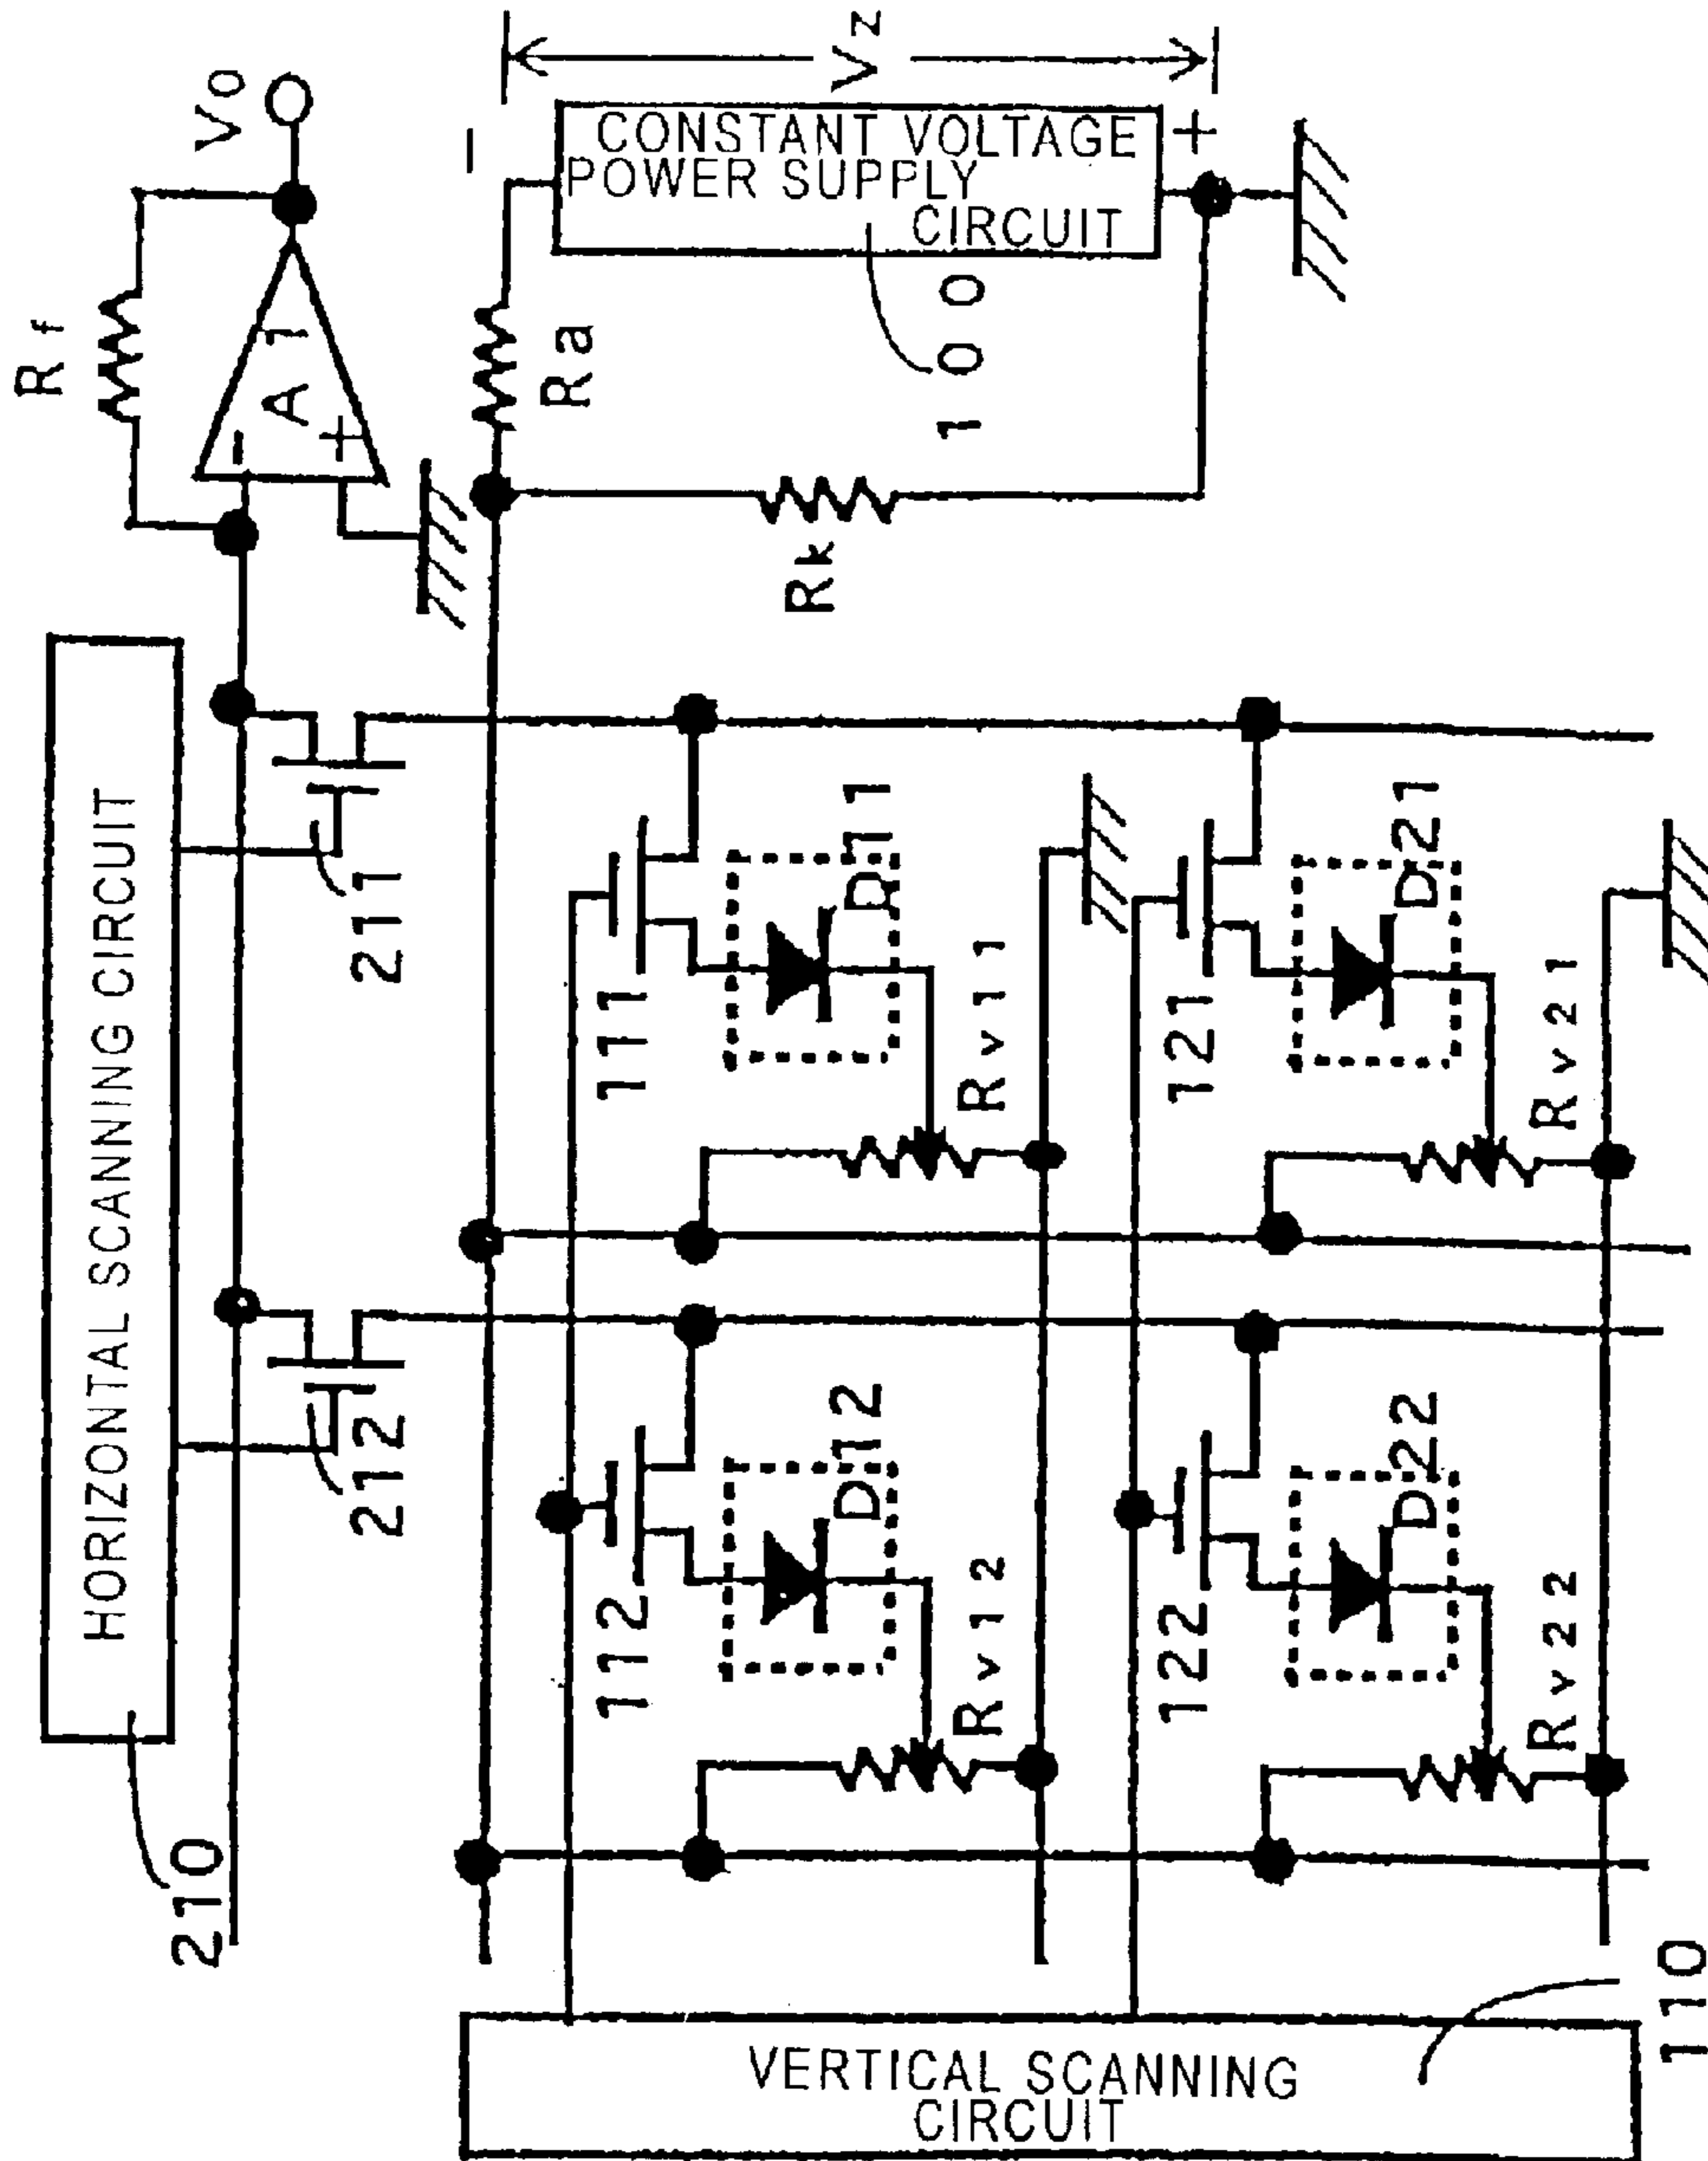 HORIZONTAL SCANNING CIRCUIT
210
Rf
Vo
A1
−
+
211
212
−
Ra
CONSTANT VOLTAGE
POWER SUPPLY
CIRCUIT
+
Vz
100
Rk
112
D12
Rv12
111
D11
Rv11
122
D22
Rv22
121
D21
Rv21
VERTICAL SCANNING
CIRCUIT
110